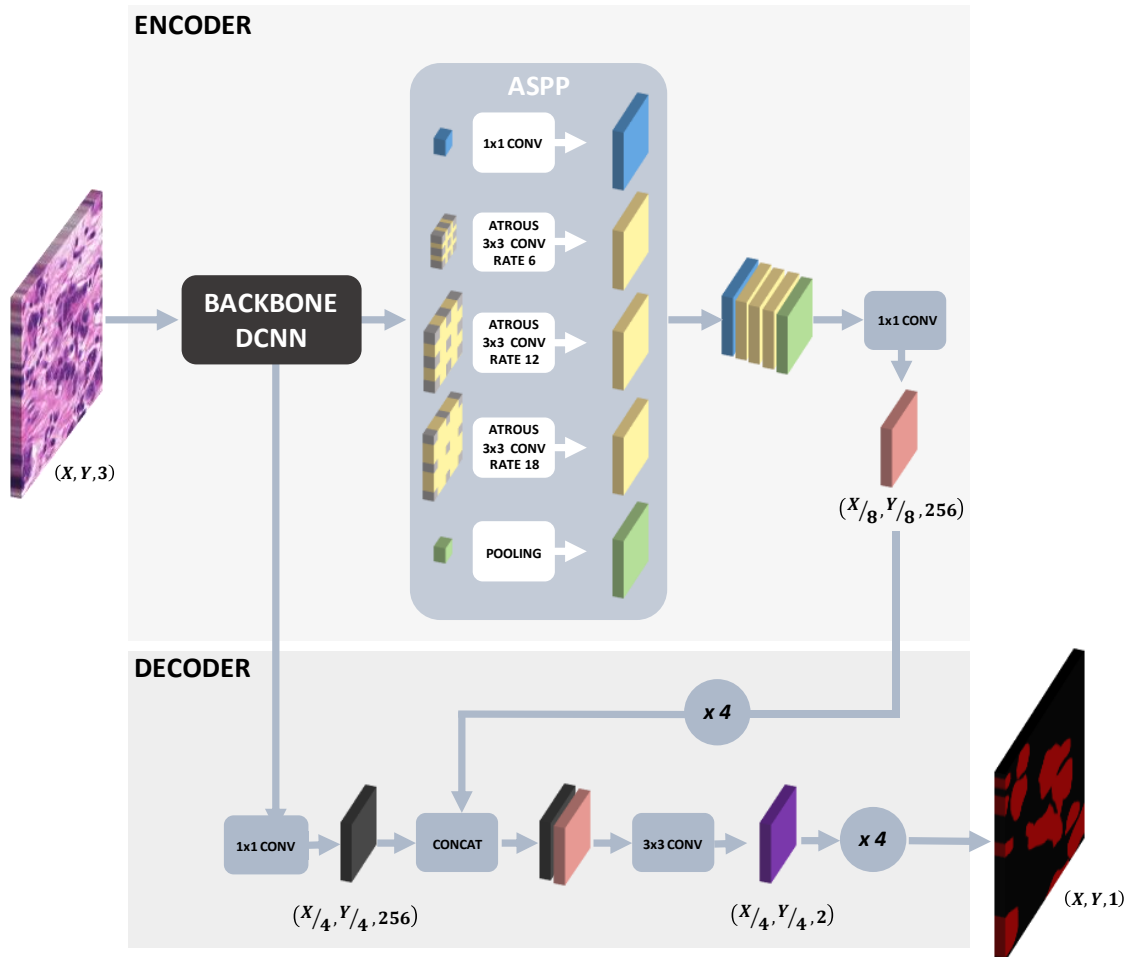 ENCODER
ASPP
1x1 CONV
ATROUS
3x3 CONV
RATE 6
BACKBONE
DCNN
ATROUS
3x3 CONV
RATE 12
1x1 CONV
ATROUS
3x3 CONV
RATE 18
(X, Y, 3)
(X/8, Y/8, 256)
POOLING
DECODER
x 4
1x1 CONV
CONCAT
3x3 CONV
x 4
(X/4, Y/4, 256)
(X/4, Y/4, 2)
(X, Y, 1)